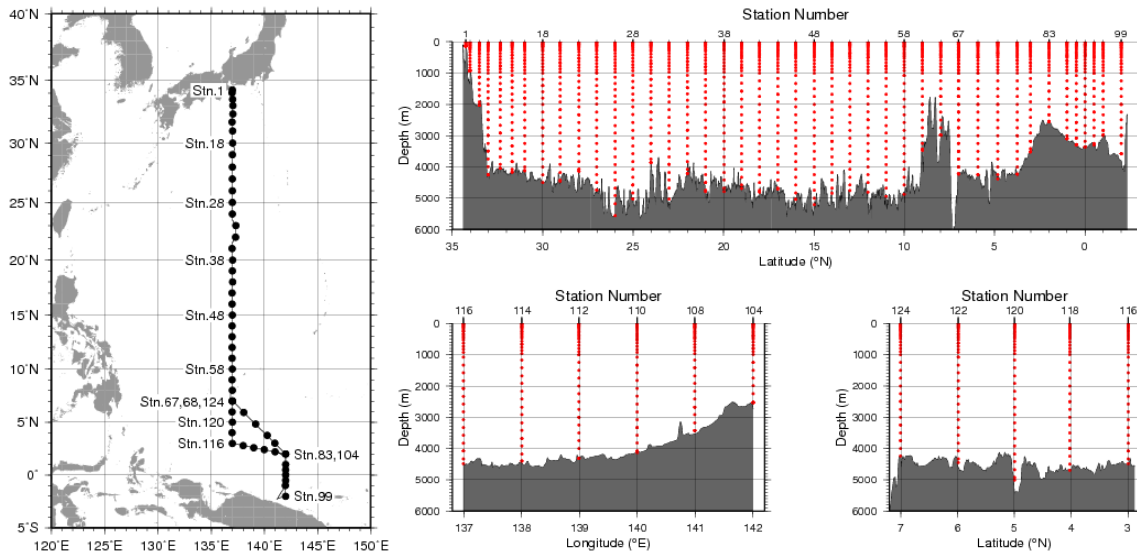 40°N
35°N
30°N
25°N
20°N
15°N
10°N
5°N
0°
5°S
120°E 125°E 130°E 135°E 140°E 145°E 150°E
Stn.1
Stn.18
Stn.28
Stn.38
Stn.48
Stn.58
Stn.67,68,124
Stn.120
Stn.116
Stn.83,104
Stn.99
Station Number
1 18 28 38 48 58 67 83 99
Depth (m)
0
1000
2000
3000
4000
5000
6000
35 30 25 20 15 10 5 0
Latitude (°N)
Station Number
116 114 112 110 108 104
Depth (m)
0
1000
2000
3000
4000
5000
6000
137 138 139 140 141 142
Longitude (°E)
Station Number
124 122 120 118 116
Depth (m)
0
1000
2000
3000
4000
5000
6000
7 6 5 4 3
Latitude (°N)